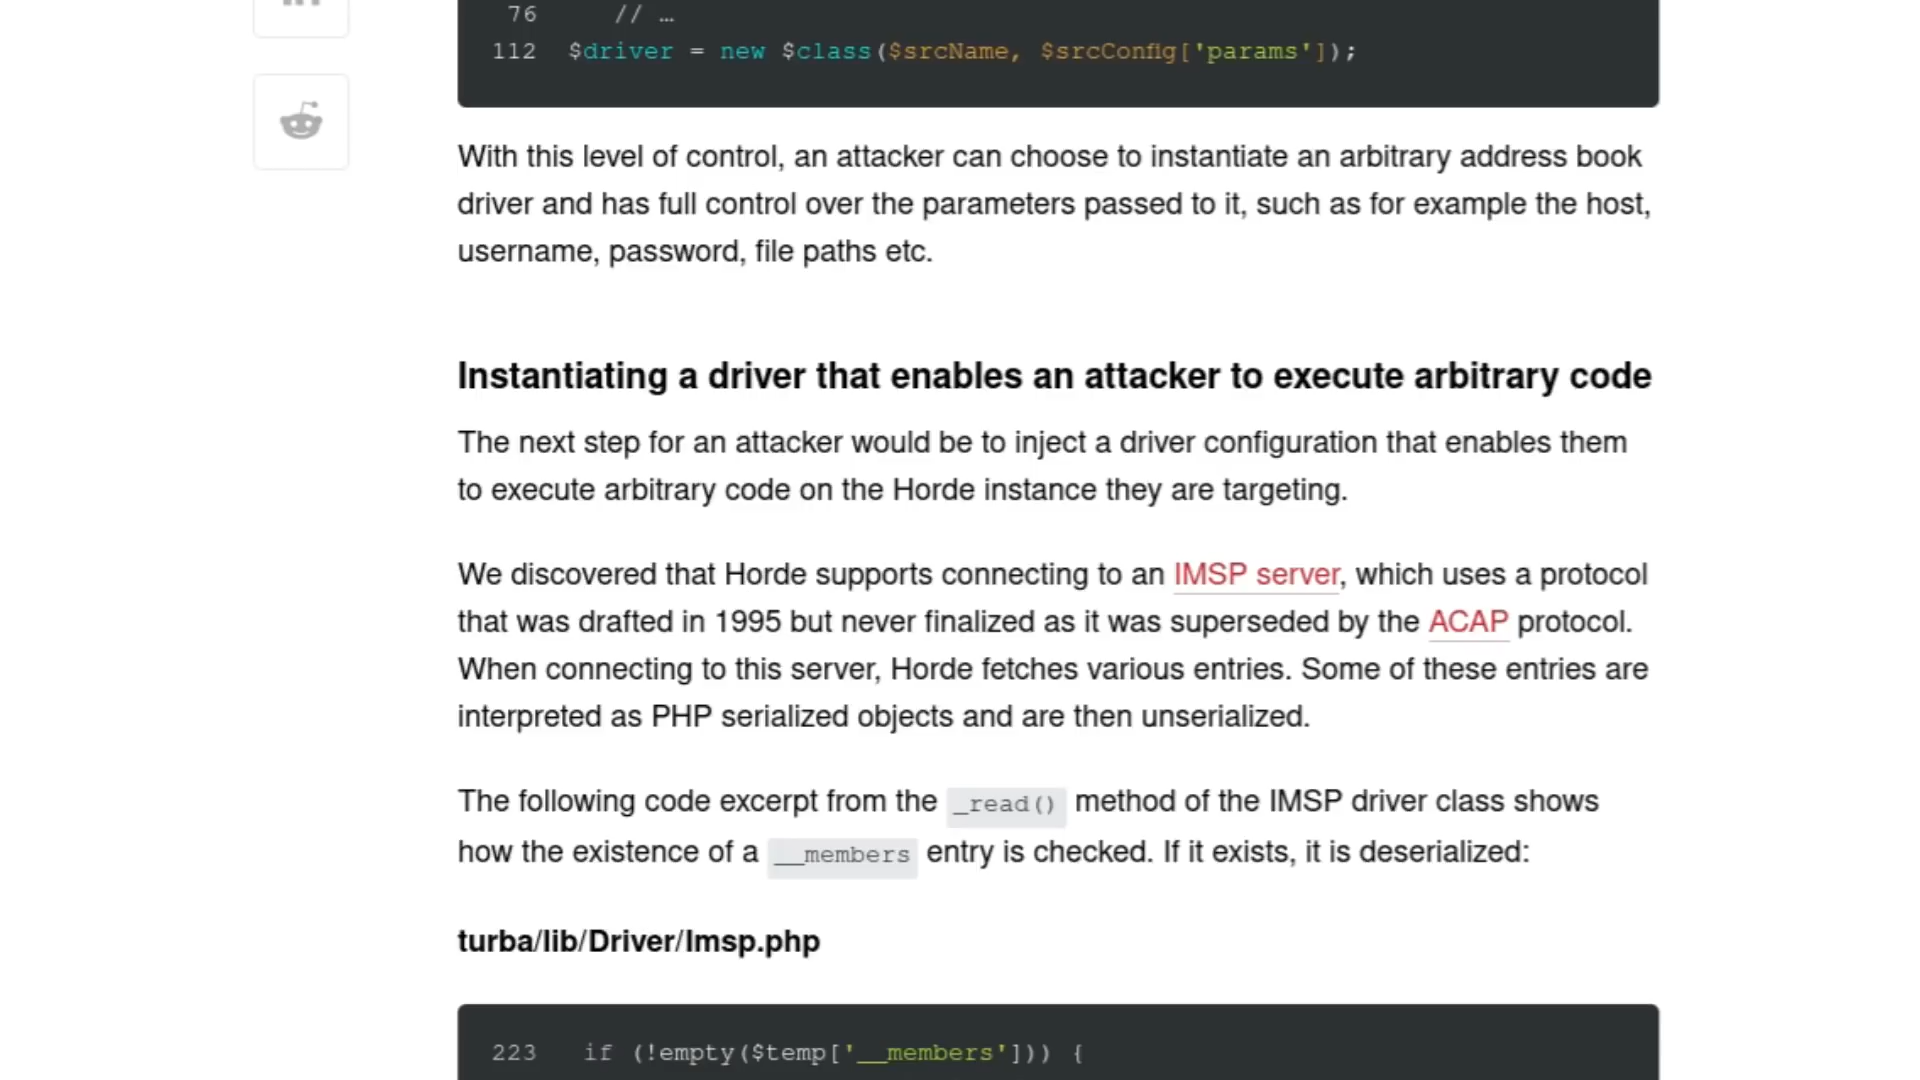 76 // …
112 $driver = new $class($srcName, $srcConfig['params']);
With this level of control, an attacker can choose to instantiate an arbitrary address book
driver and has full control over the parameters passed to it, such as for example the host,
username, password, file paths etc.
Instantiating a driver that enables an attacker to execute arbitrary code
The next step for an attacker would be to inject a driver configuration that enables them
to execute arbitrary code on the Horde instance they are targeting.
We discovered that Horde supports connecting to an IMSP server, which uses a protocol
that was drafted in 1995 but never finalized as it was superseded by the ACAP protocol.
When connecting to this server, Horde fetches various entries. Some of these entries are
interpreted as PHP serialized objects and are then unserialized.
The following code excerpt from the _read() method of the IMSP driver class shows
how the existence of a __members entry is checked. If it exists, it is deserialized:
turba/lib/Driver/Imsp.php
223 if (!empty($temp['__members'])) {